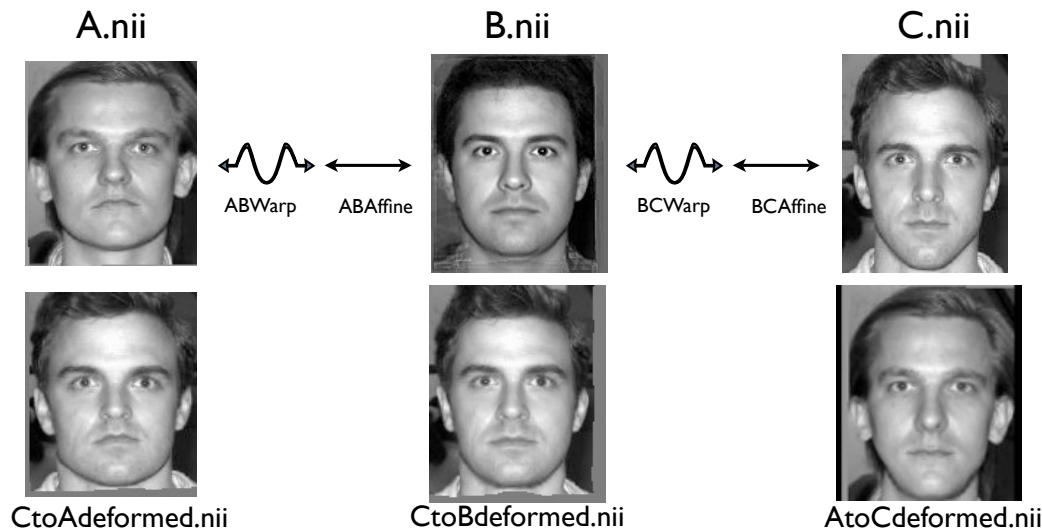 A.nii
B.nii
C.nii
ABWarp
ABAffine
BCWarp
BCAffine
CtoAdeformed.nii
CtoBdeformed.nii
AtoCdeformed.nii